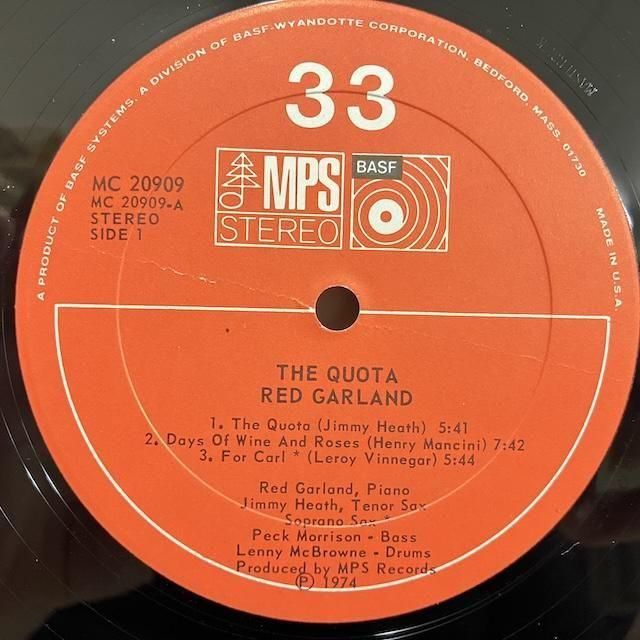 A PRODUCT OF BASF SYSTEMS, A DIVISION OF BASF-WYANDOTTE CORPORATION, BEDFORD, MASS. 01730
MADE IN U.S.A.
33
MPS
STEREO
BASF
MC 20909
MC 20909-A
STEREO
SIDE 1
THE QUOTA
RED GARLAND
1. The Quota (Jimmy Heath) 5:41
2. Days Of Wine And Roses (Henry Mancini) 7:42
3. For Carl * (Leroy Vinnegar) 5:44
Red Garland, Piano
Jimmy Heath, Tenor Sax
Soprano Sax *
Peck Morrison - Bass
Lenny McBrowne - Drums
Produced by MPS Records
Ⓟ 1974